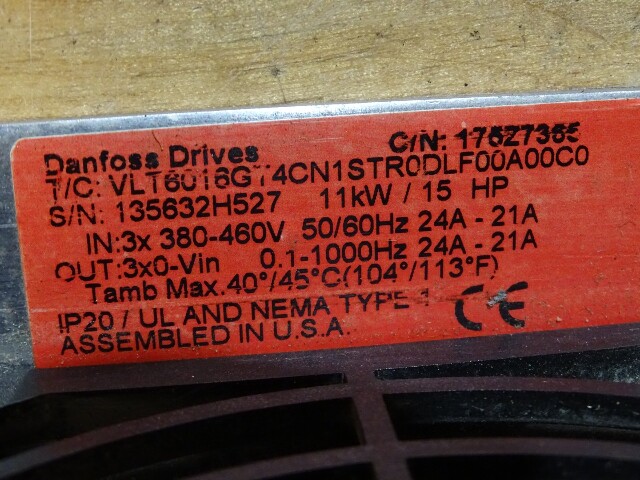 Danfoss Drives C/N: 175Z7365
T/C: VLT6016GT4CN1STR0DLF00A00C0
S/N: 135632H527 11kW / 15 HP
IN:3x 380-460V 50/60Hz 24A - 21A
OUT:3x0-Vin 0.1-1000Hz 24A - 21A
Tamb Max.40°/45°C(104°/113°F)
IP20 / UL AND NEMA TYPE 1 CE
ASSEMBLED IN U.S.A.